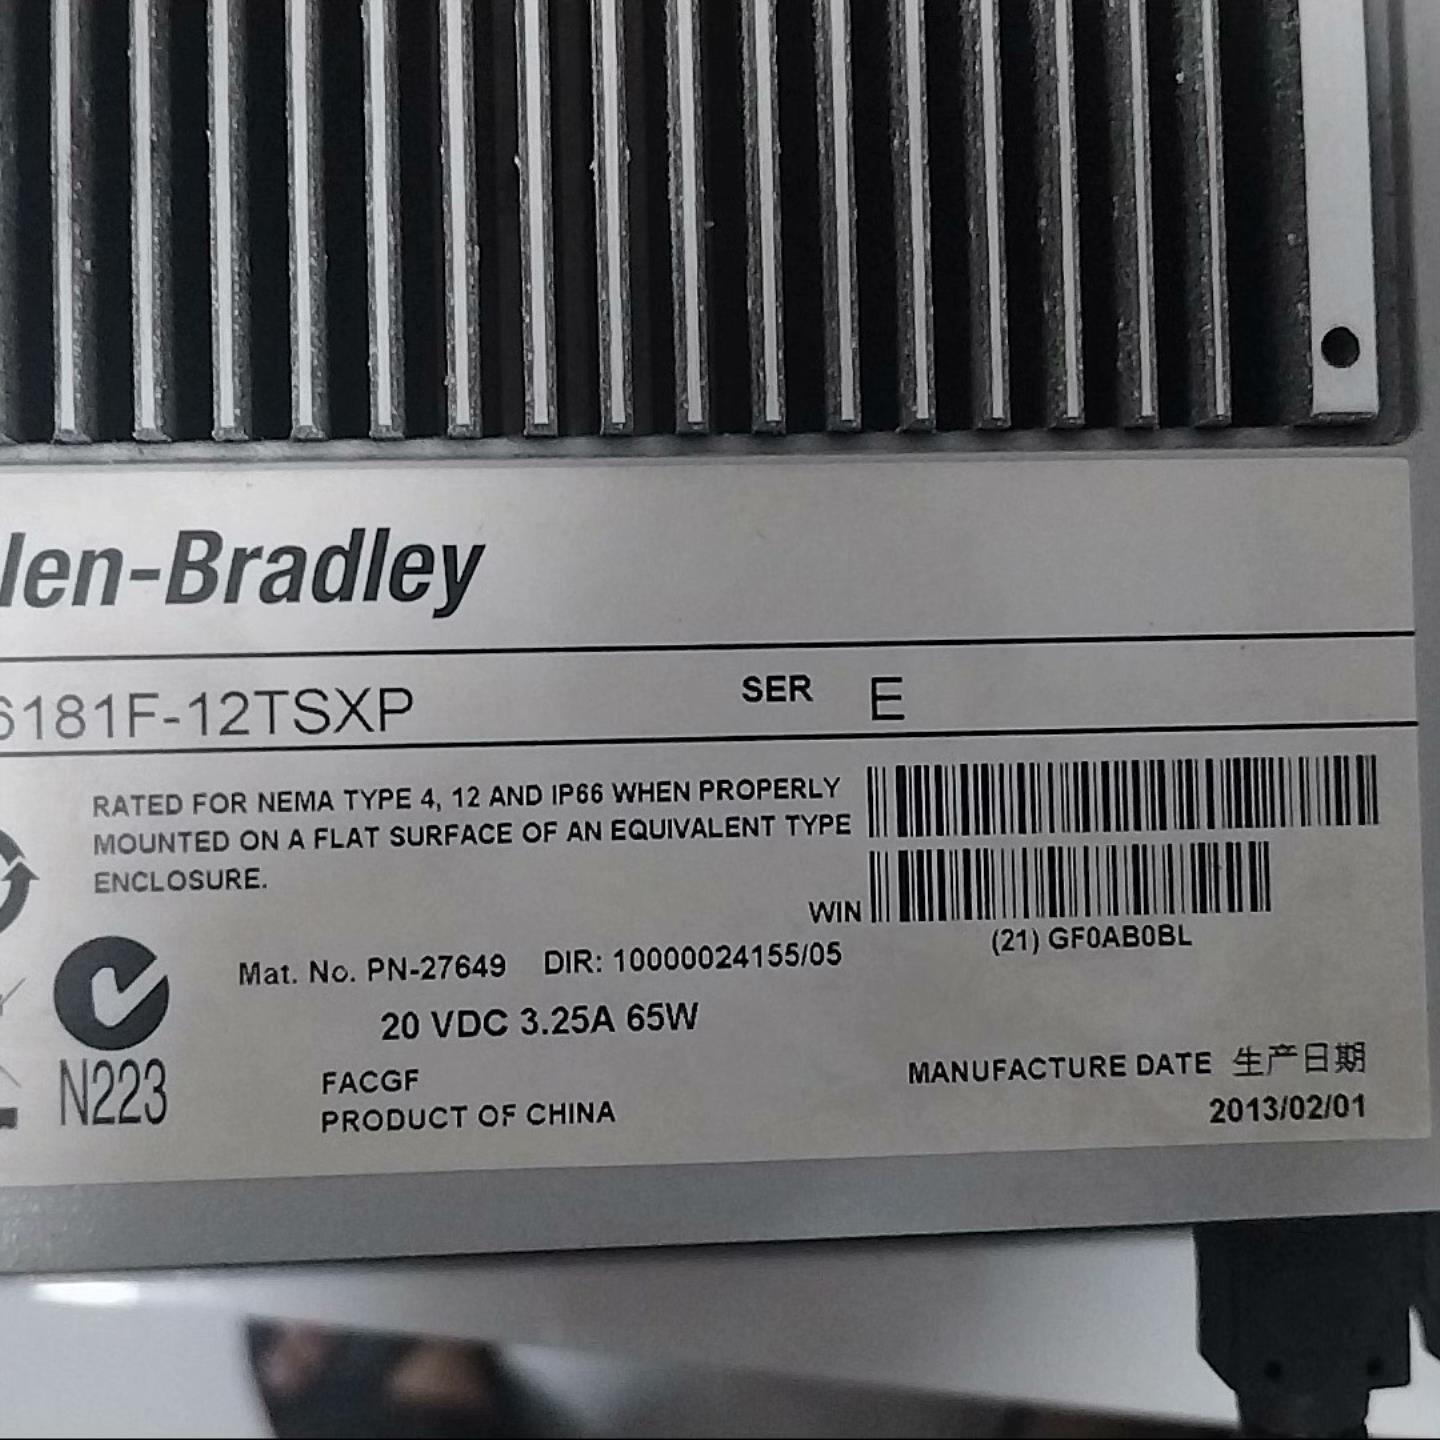 len-Bradley
6181F-12TSXP SER E
RATED FOR NEMA TYPE 4, 12 AND IP66 WHEN PROPERLY
MOUNTED ON A FLAT SURFACE OF AN EQUIVALENT TYPE
ENCLOSURE.
WIN
(21) GF0AB0BL
Mat. No. PN-27649 DIR: 10000024155/05
20 VDC 3.25A 65W
N223
FACGF
PRODUCT OF CHINA
MANUFACTURE DATE 生产日期
2013/02/01